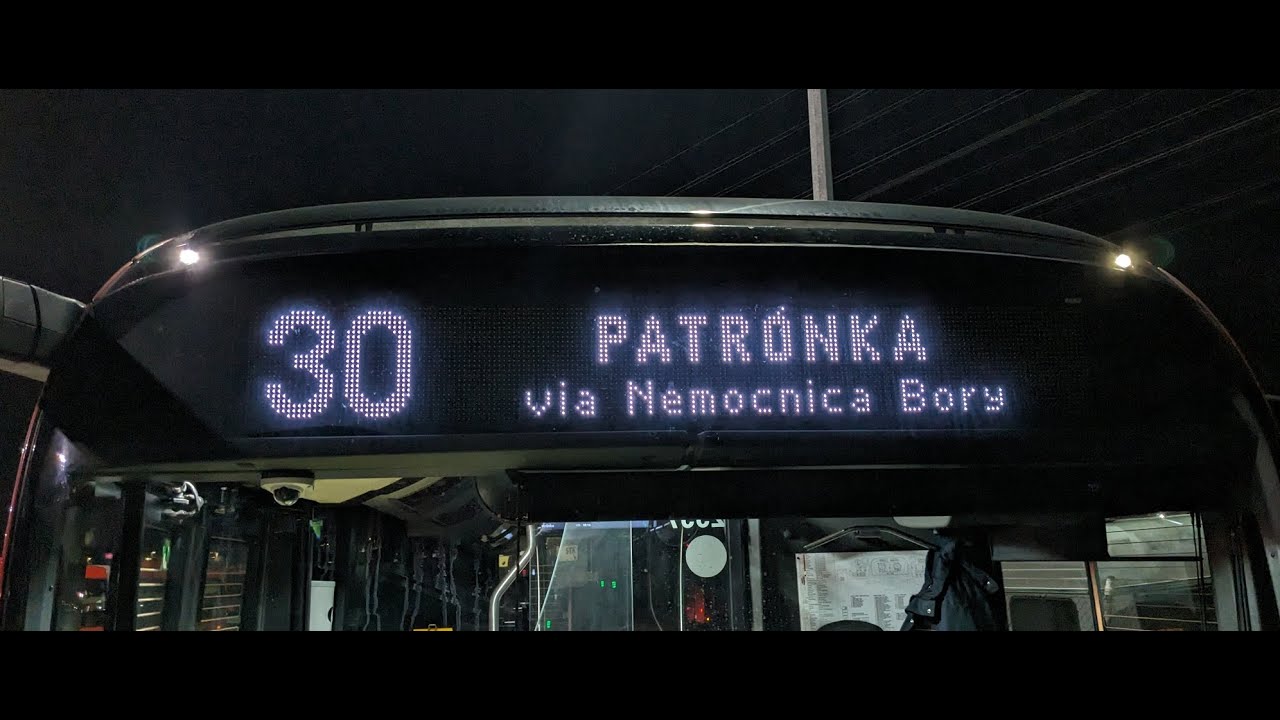 30
PATRÓNKA
via Nemocnica Bory